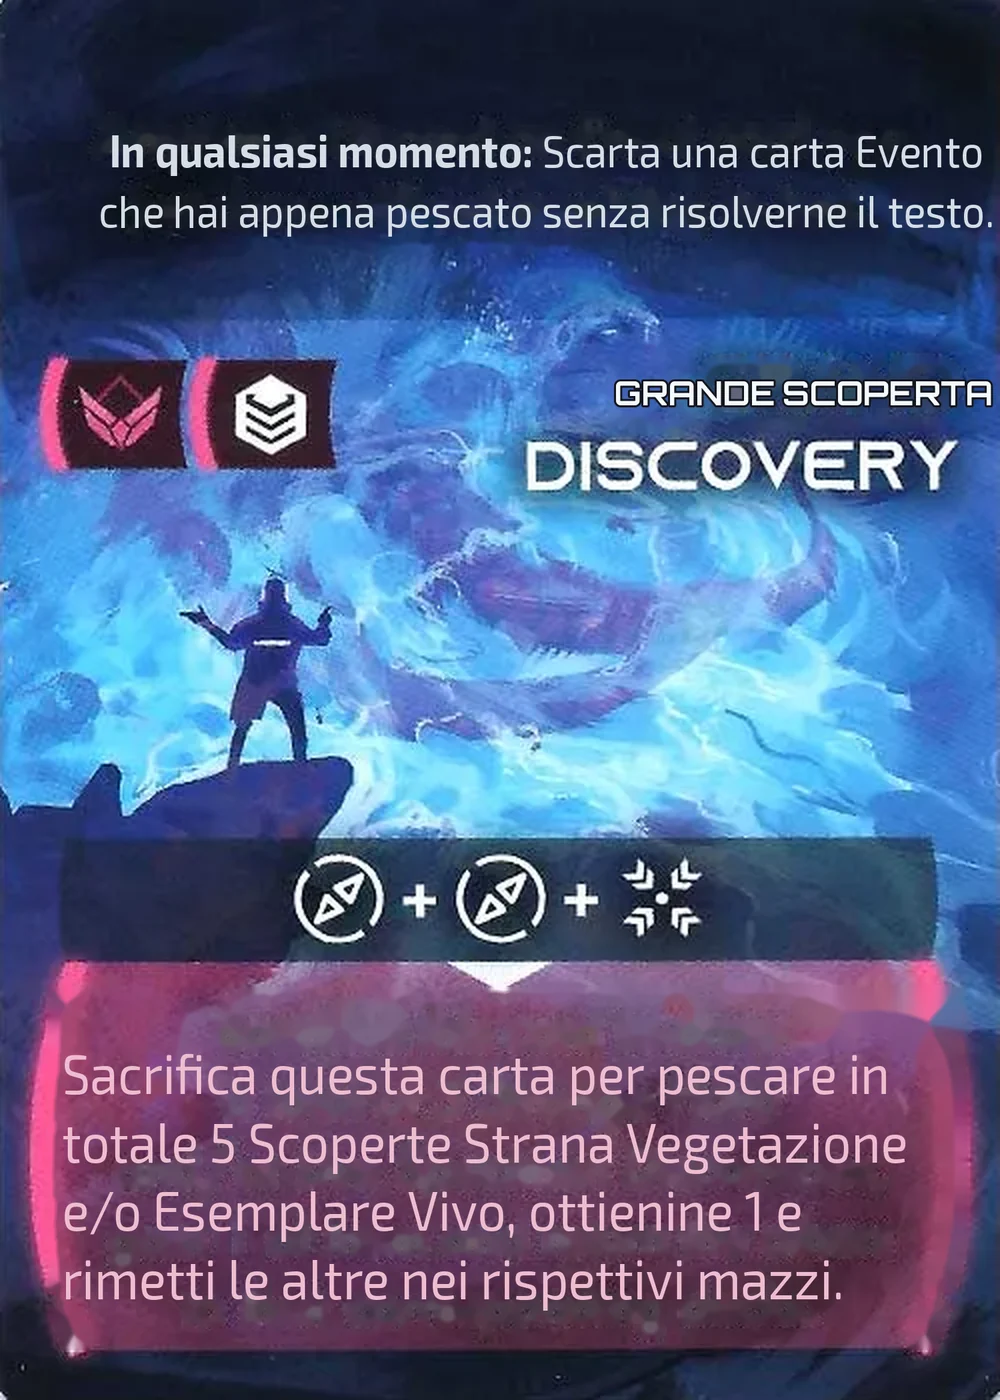 In qualsiasi momento: Scarta una carta Evento
che hai appena pescato senza risolverne il testo.
GRANDE SCOPERTA
DISCOVERY
+ +
Sacrifica questa carta per pescare in
totale 5 Scoperte Strana Vegetazione
e/o Esemplare Vivo, ottienine 1 e
rimetti le altre nei rispettivi mazzi.